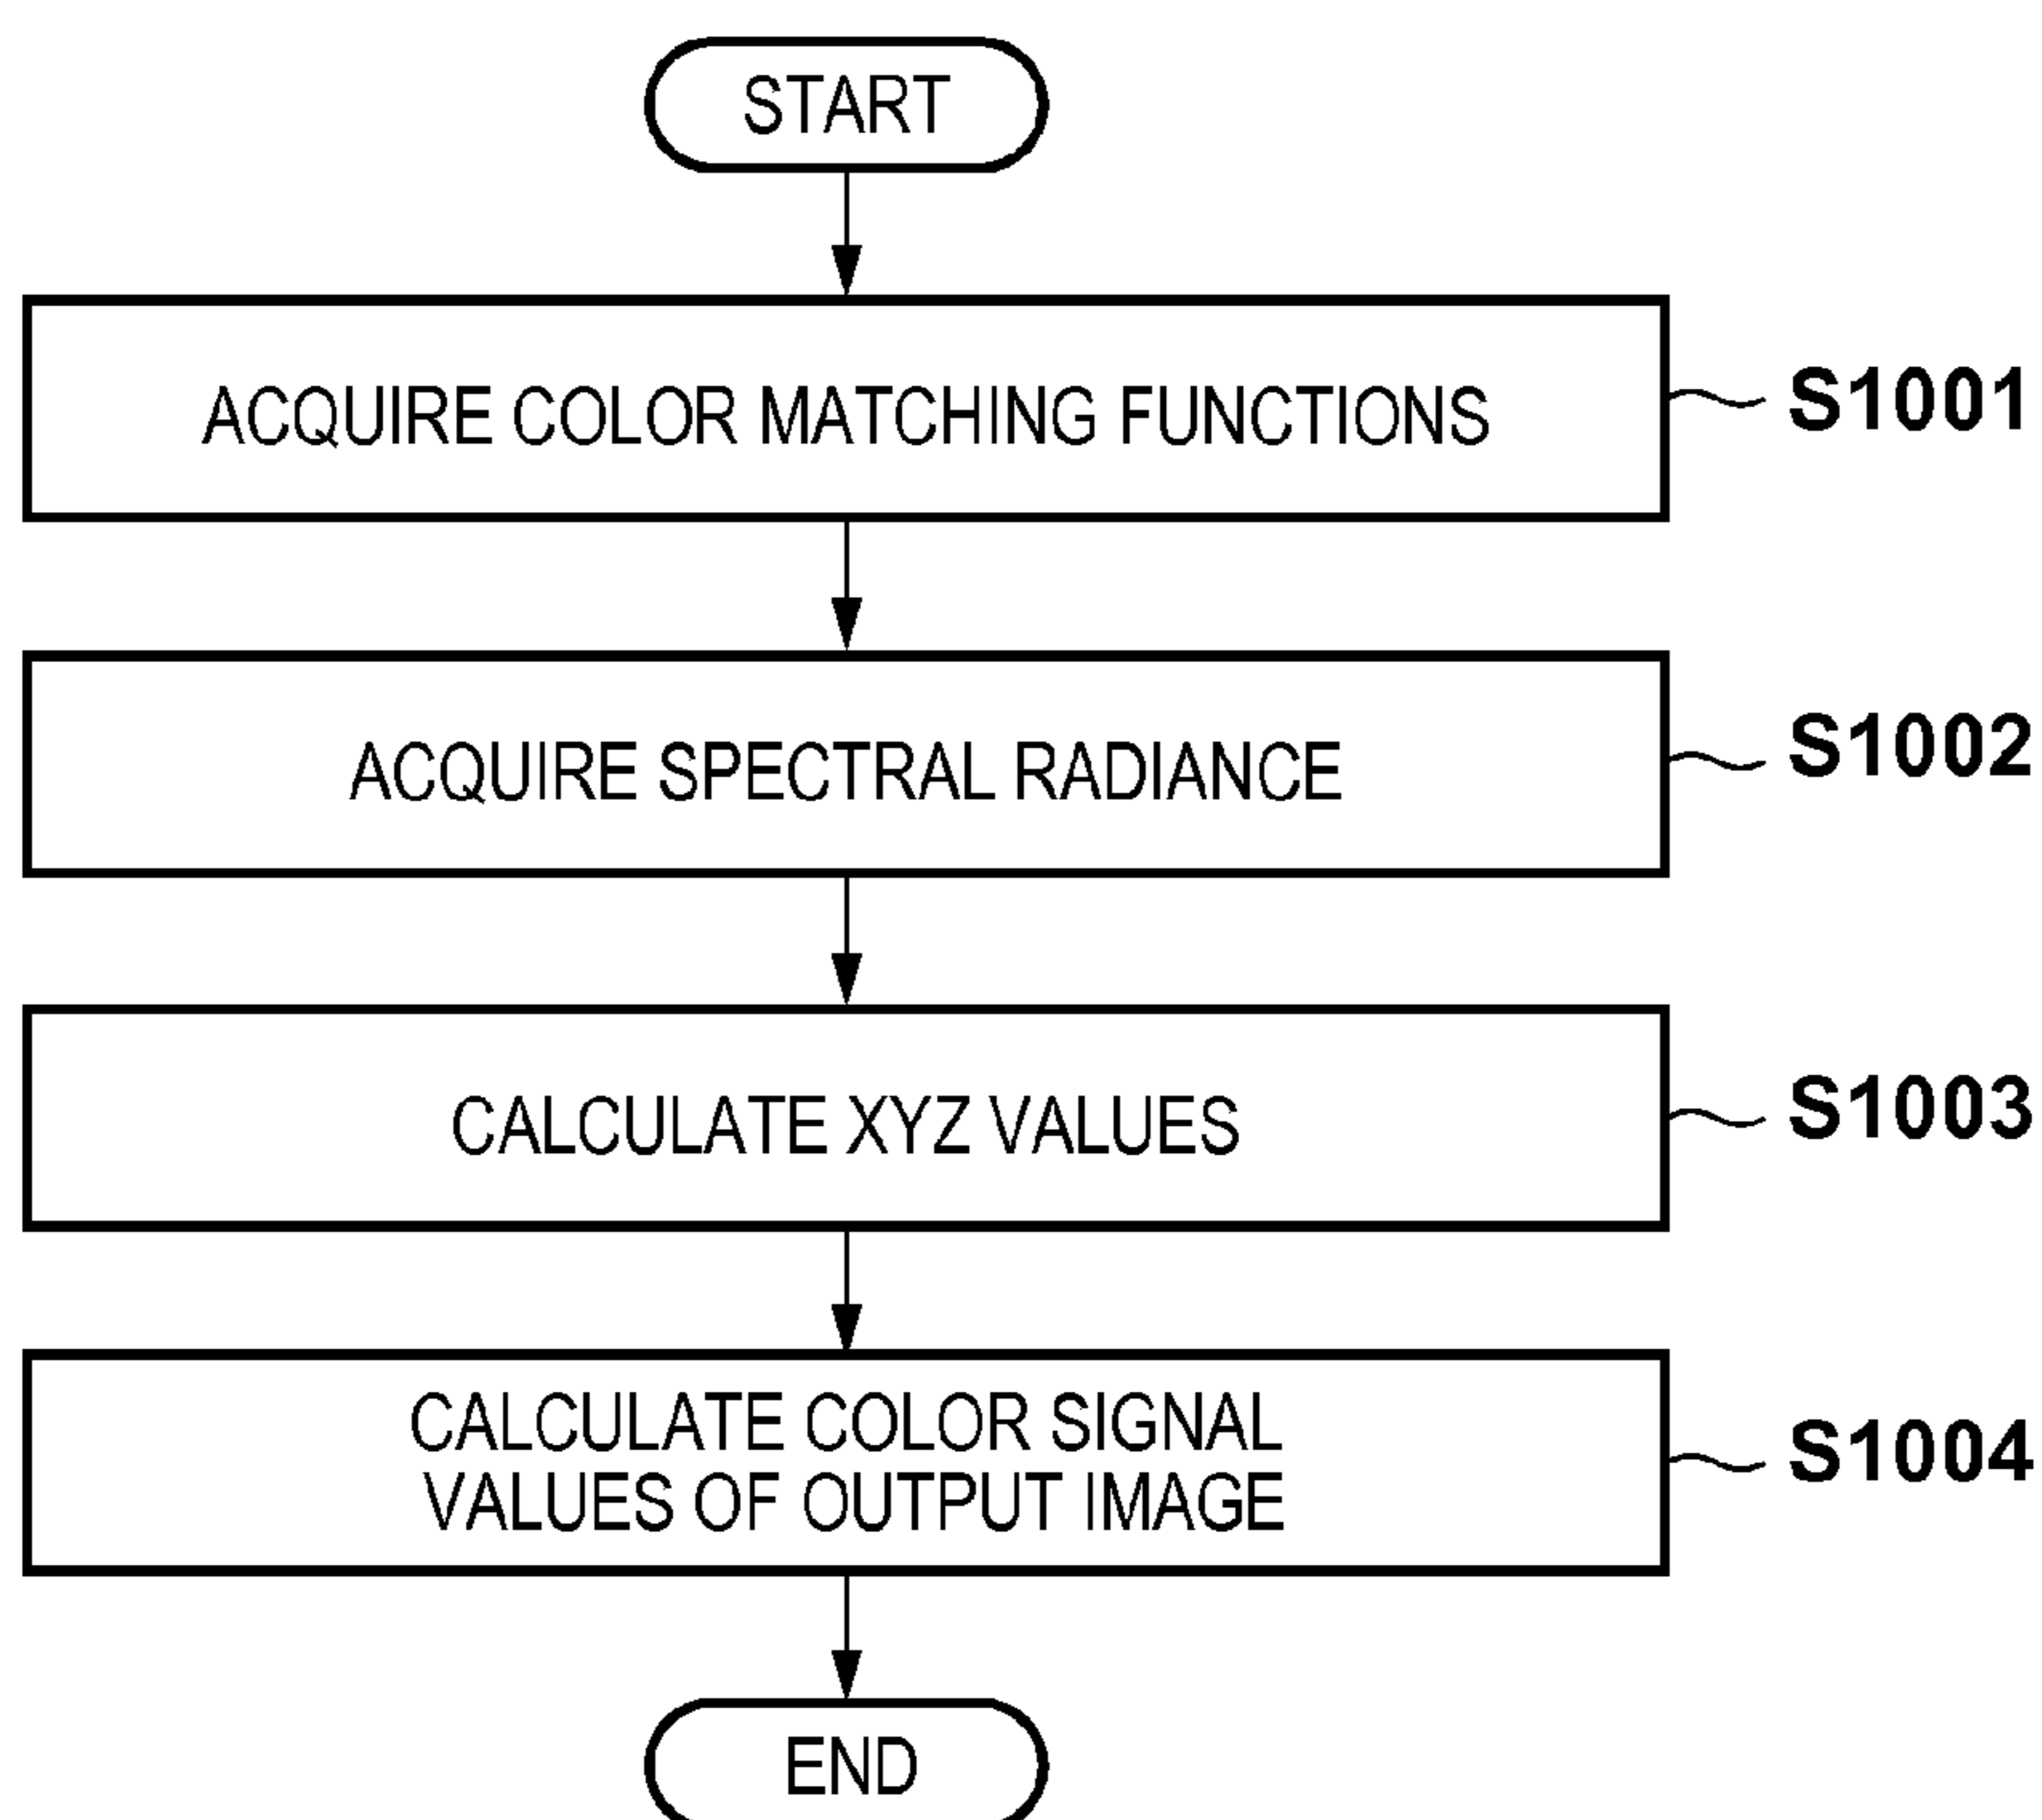 START
ACQUIRE COLOR MATCHING FUNCTIONS
S1001
ACQUIRE SPECTRAL RADIANCE
S1002
CALCULATE XYZ VALUES
S1003
CALCULATE COLOR SIGNAL
VALUES OF OUTPUT IMAGE
S1004
END